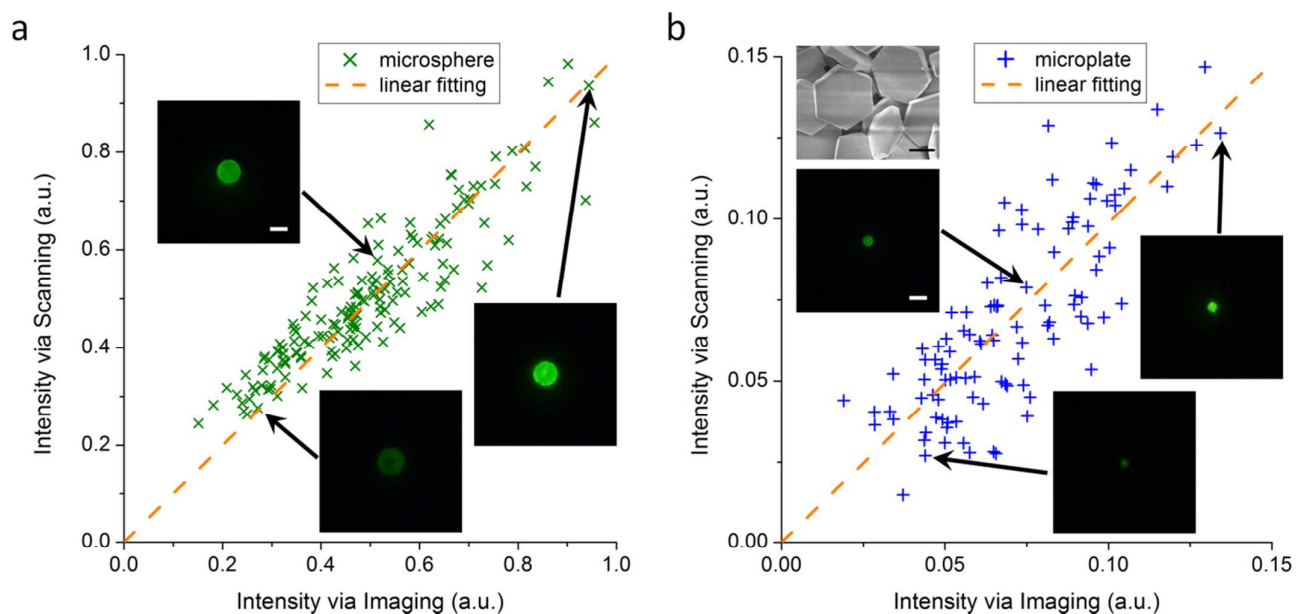 a
1.0
0.8
0.6
0.4
0.2
0.0
Intensity via Scanning (a.u.)
microsphere
linear fitting
0.0 0.2 0.4 0.6 0.8 1.0
Intensity via Imaging (a.u.)
b
0.15
0.10
0.05
0.00
Intensity via Scanning (a.u.)
microplate
linear fitting
0.00 0.05 0.10 0.15
Intensity via Imaging (a.u.)